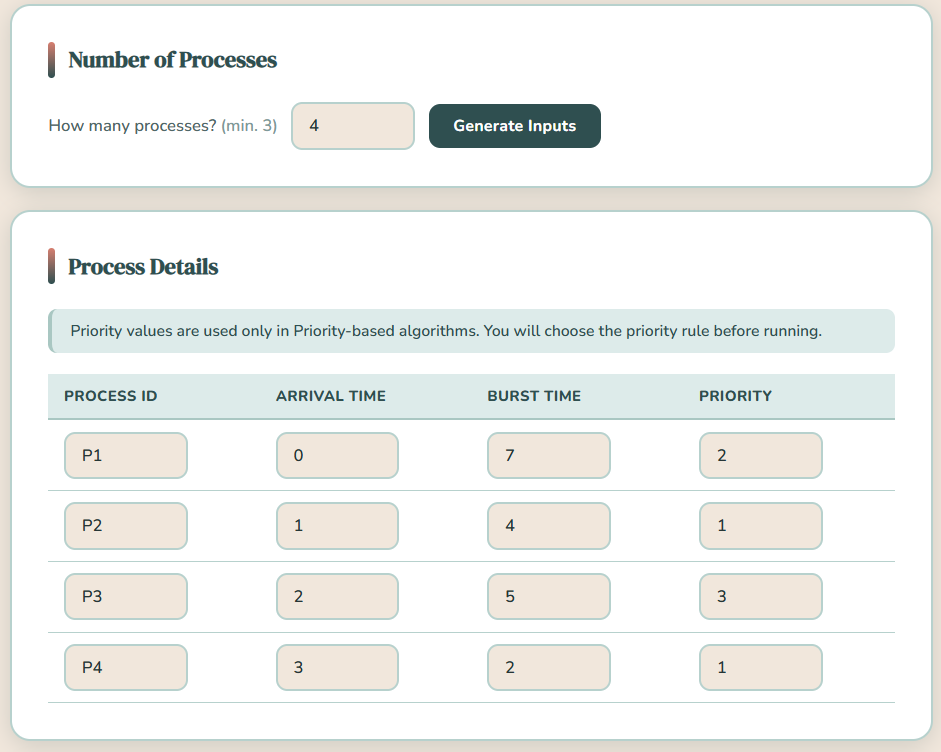 Number of Processes
How many processes? (min. 3) 4 Generate Inputs
Process Details
Priority values are used only in Priority-based algorithms. You will choose the priority rule before running.
PROCESS ID ARRIVAL TIME BURST TIME PRIORITY
P1 0 7 2
P2 1 4 1
P3 2 5 3
P4 3 2 1